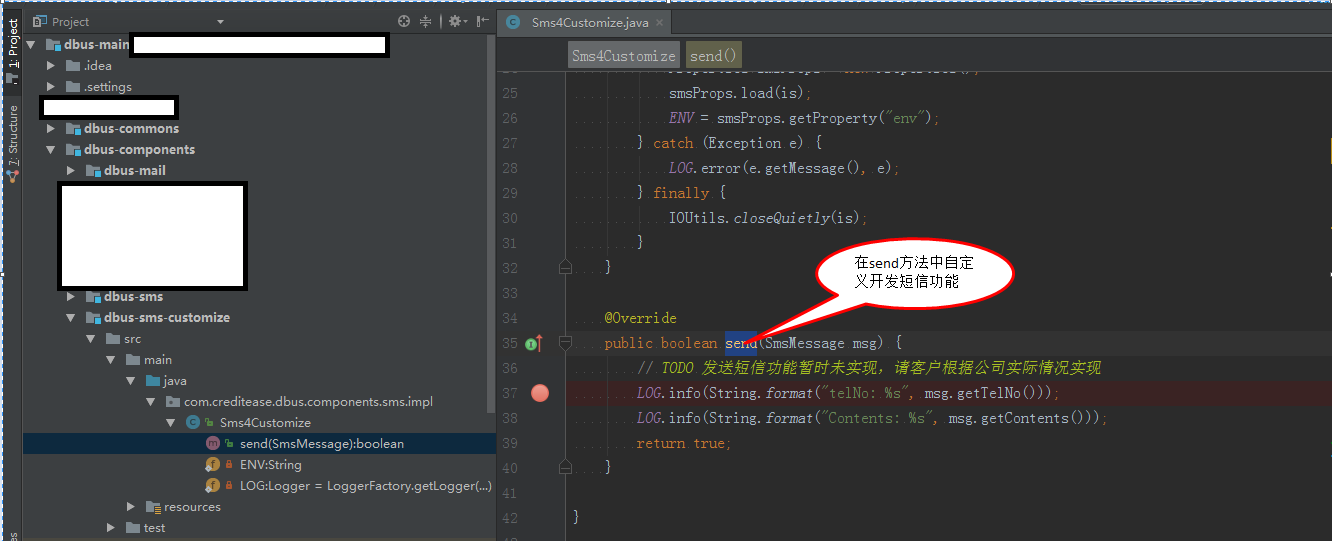 Project
Sms4Customize.java
1: Project
7: Structure
dbus-main
.idea
.settings
dbus-commons
dbus-components
dbus-mail
dbus-sms
dbus-sms-customize
src
main
java
com.creditease.dbus.components.sms.impl
Sms4Customize
send(SmsMessage):boolean
ENV:String
LOG:Logger = LoggerFactory.getLogger(...)
resources
test
Sms4Customize send()
25 smsProps.load(is);
26 ENV = smsProps.getProperty("env");
27 } catch (Exception e) {
28 LOG.error(e.getMessage(), e);
29 } finally {
30 IOUtils.closeQuietly(is);
31 }
32 }
33
34 @Override
35 public boolean send(SmsMessage msg) {
36 // TODO 发送短信功能暂时未实现，请客户根据公司实际情况实现
37 LOG.info(String.format("telNo: %s", msg.getTelNo()));
38 LOG.info(String.format("Contents: %s", msg.getContents()));
39 return true;
40 }
41
42 }
在send方法中自定
义开发短信功能